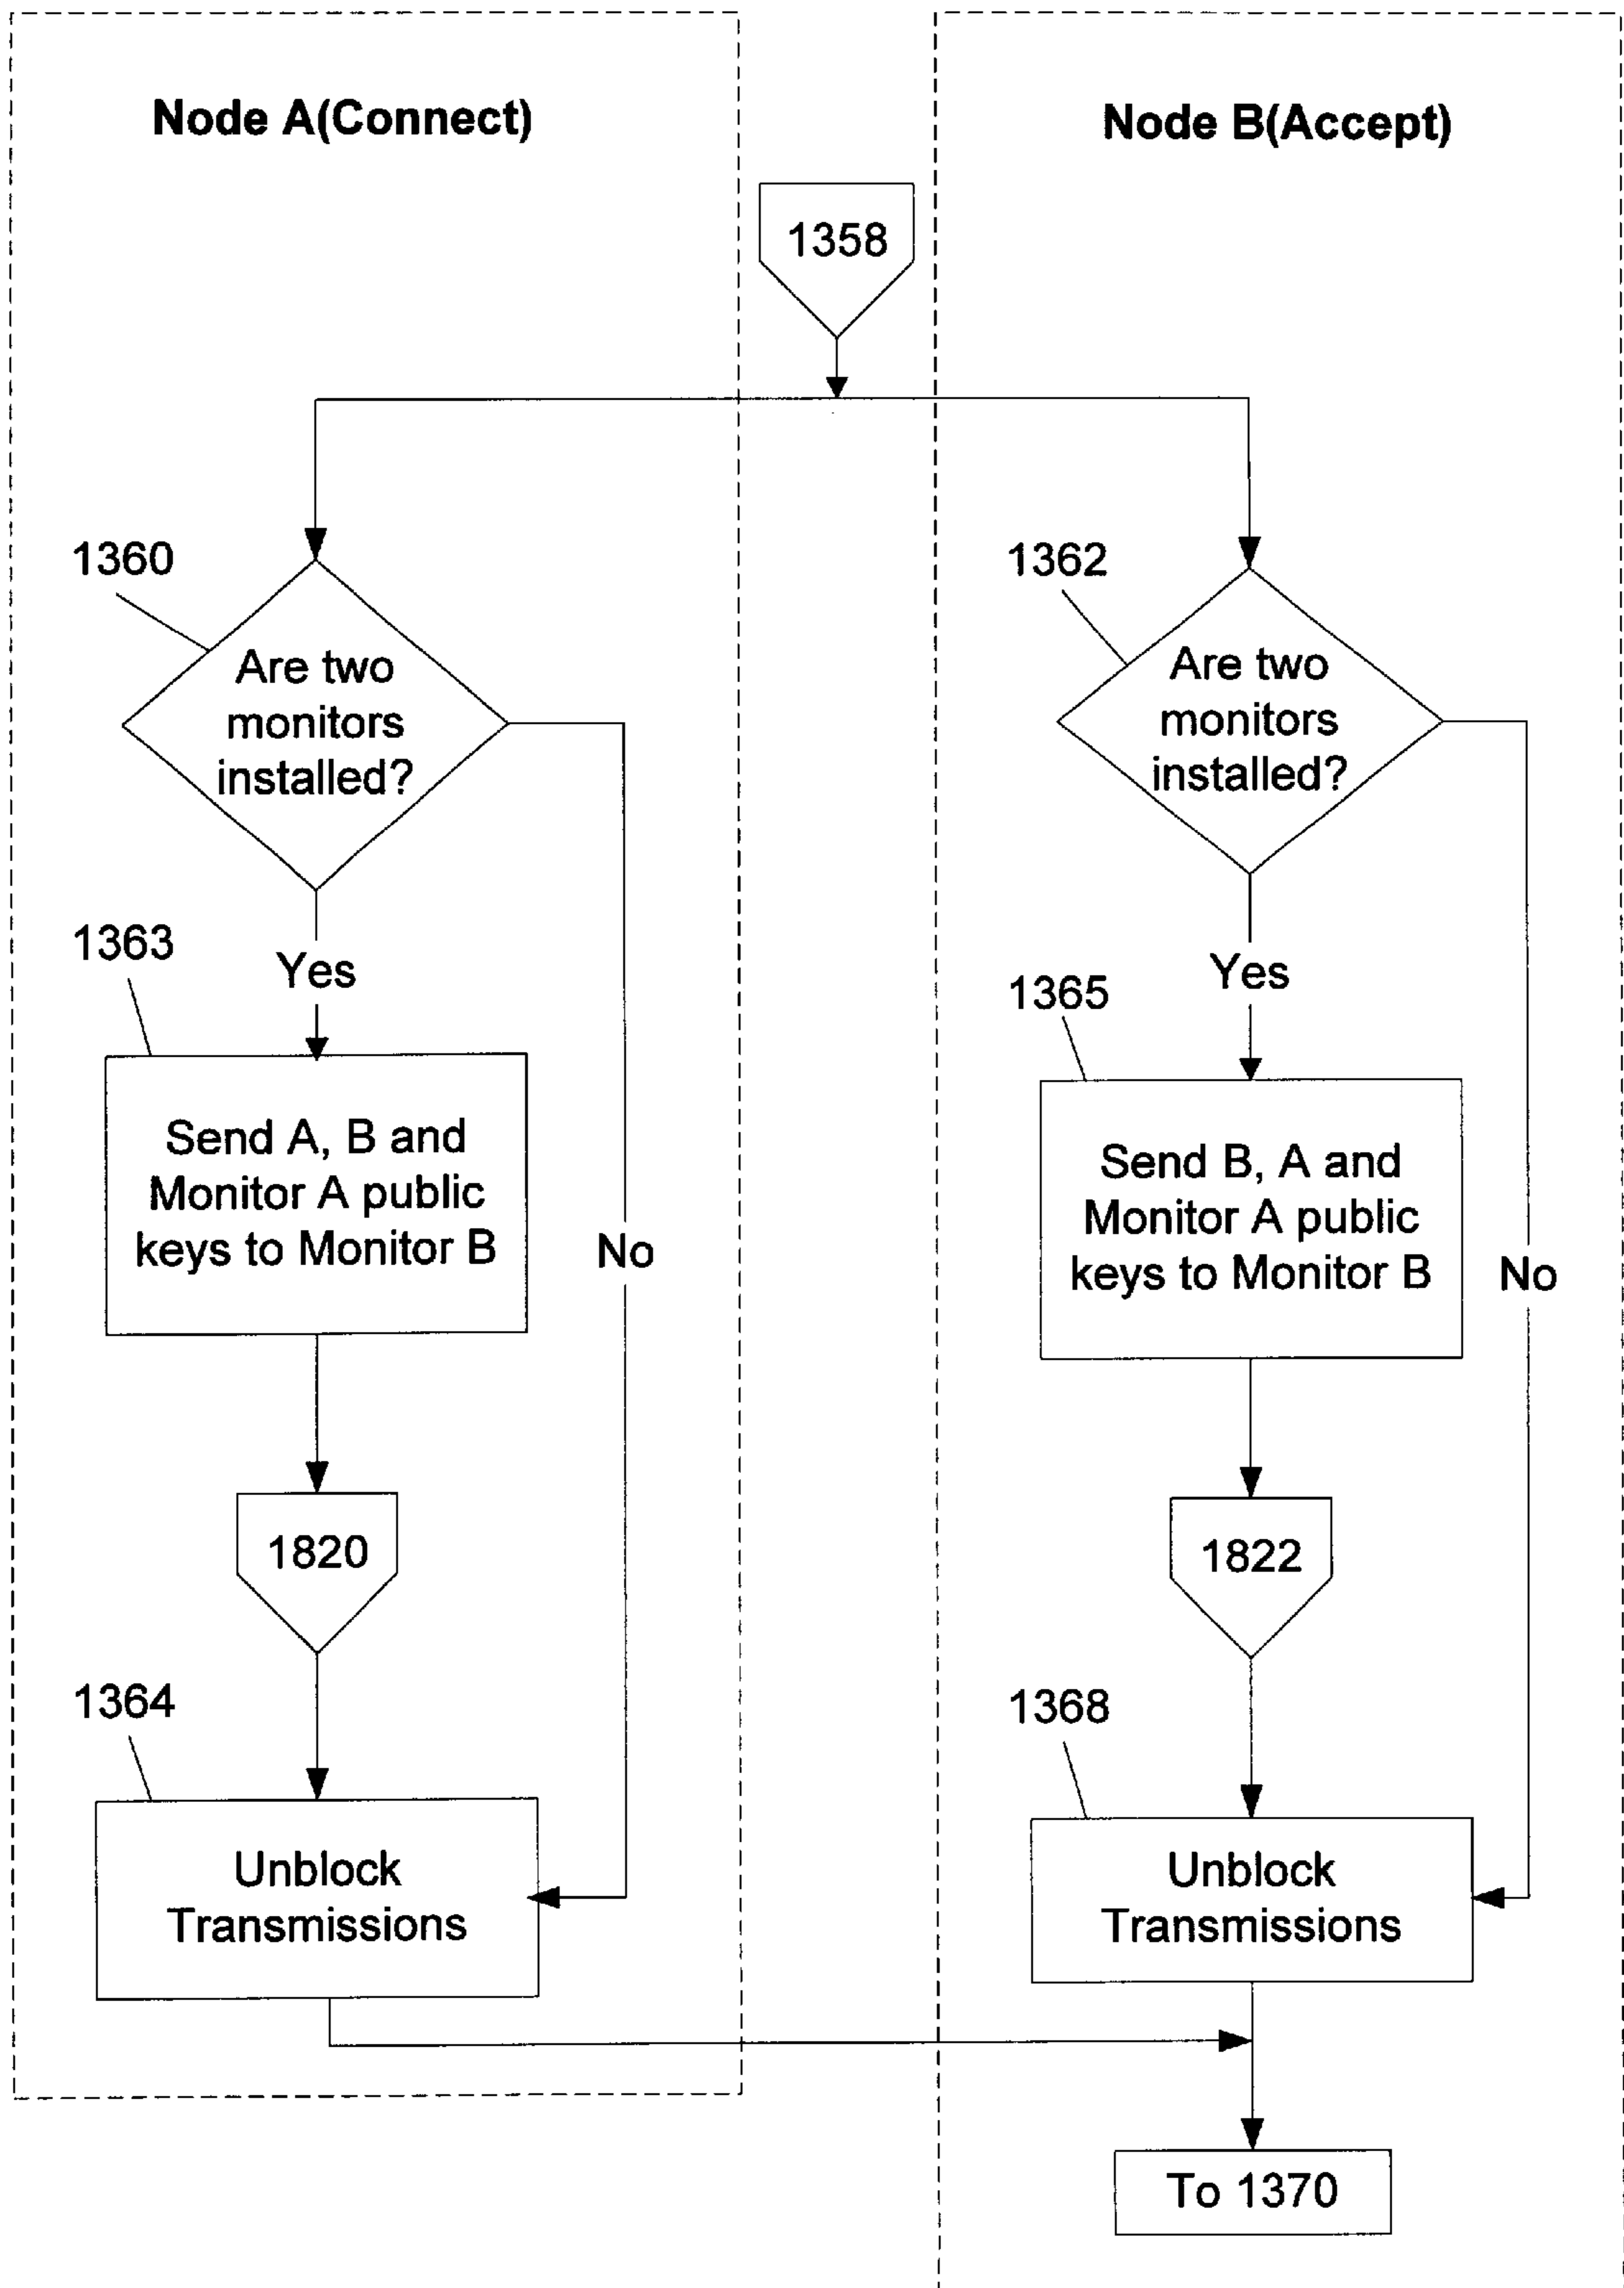 Node A(Connect)
Node B(Accept)
1358
1360
Are two
monitors
installed?
1362
Are two
monitors
installed?
1363
Yes
Send A, B and
Monitor A public
keys to Monitor B
No
1365
Yes
Send B, A and
Monitor A public
keys to Monitor B
No
1820
1822
1364
Unblock
Transmissions
1368
Unblock
Transmissions
To 1370